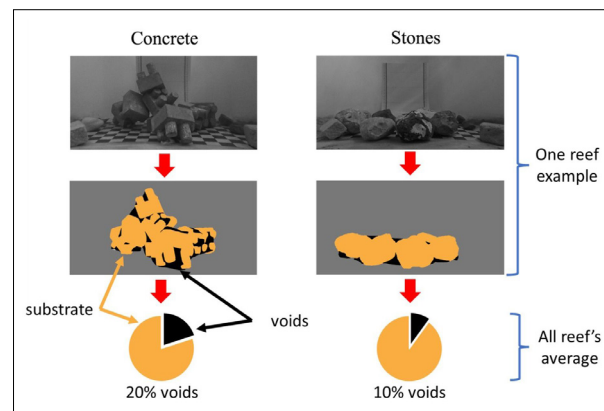 Concrete
Stones
One reef
example
substrate
voids
All reef's
average
20% voids
10% voids